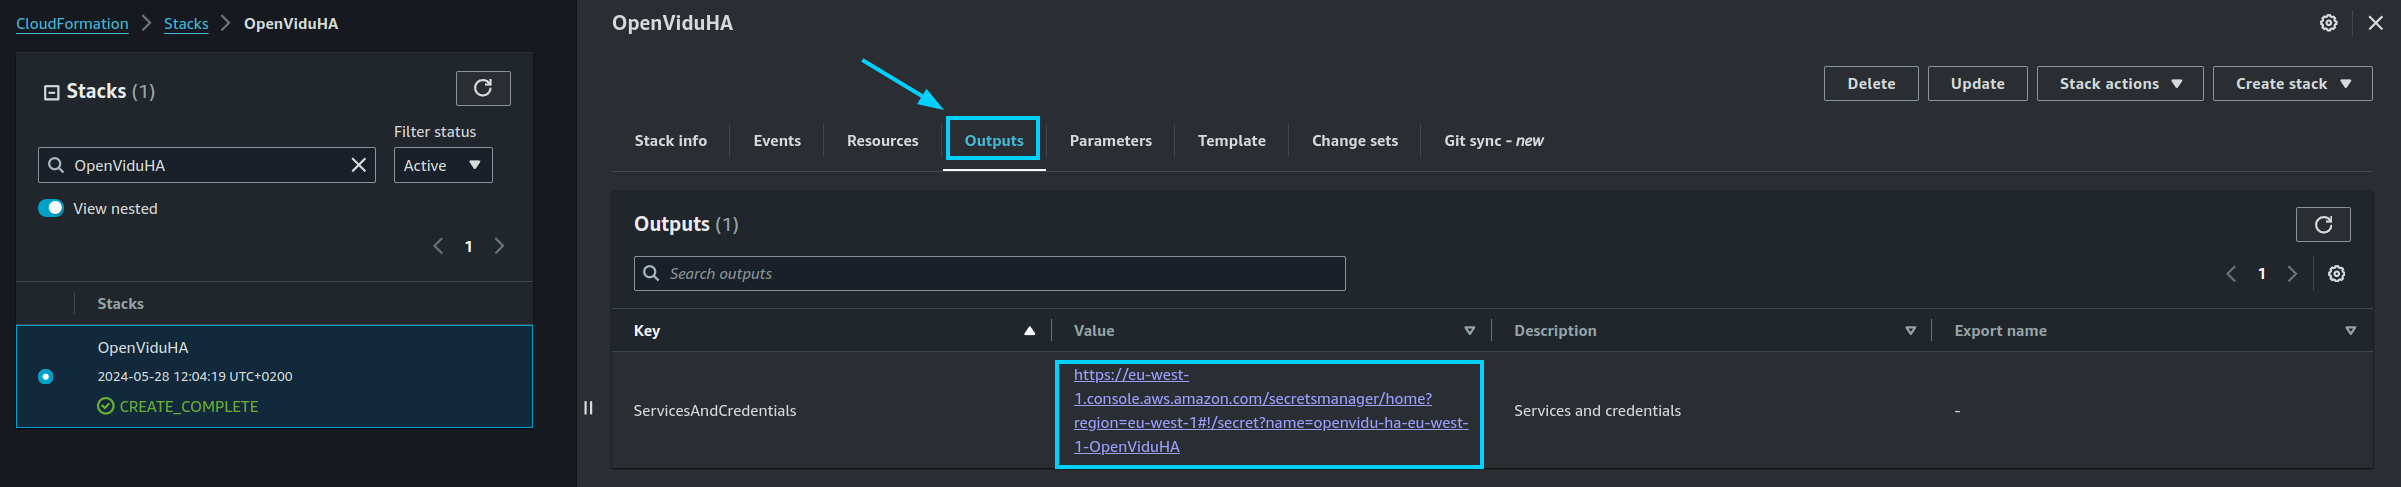 CloudFormation > Stacks > OpenViduHA
Stacks (1)
Filter status
OpenViduHA
Active
View nested
1
Stacks
OpenViduHA
2024-05-28 12:04:19 UTC+0200
CREATE_COMPLETE
OpenViduHA
Delete Update Stack actions Create stack
Stack info Events Resources Outputs Parameters Template Change sets Git sync - new
Outputs (1)
Search outputs
1
Key Value Description Export name
ServicesAndCredentials
https://eu-west-
1.console.aws.amazon.com/secretsmanager/home?
region=eu-west-1#!/secret?name=openvidu-ha-eu-west-
1-OpenViduHA
Services and credentials
-